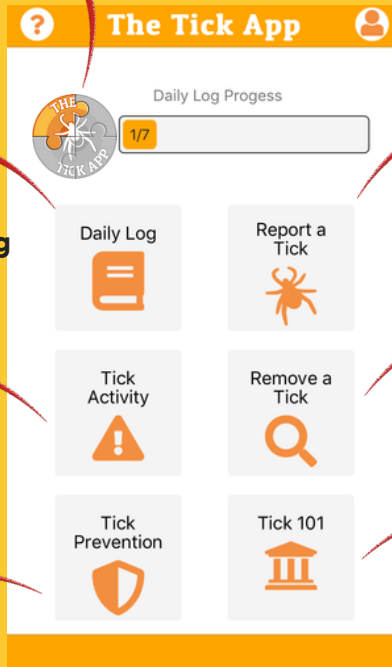 ?
The Tick App
Daily Log Progess
THE
TICK APP
1/7
g
Daily Log
Report a
Tick
Tick
Activity
Remove a
Tick
Tick
Prevention
Tick 101